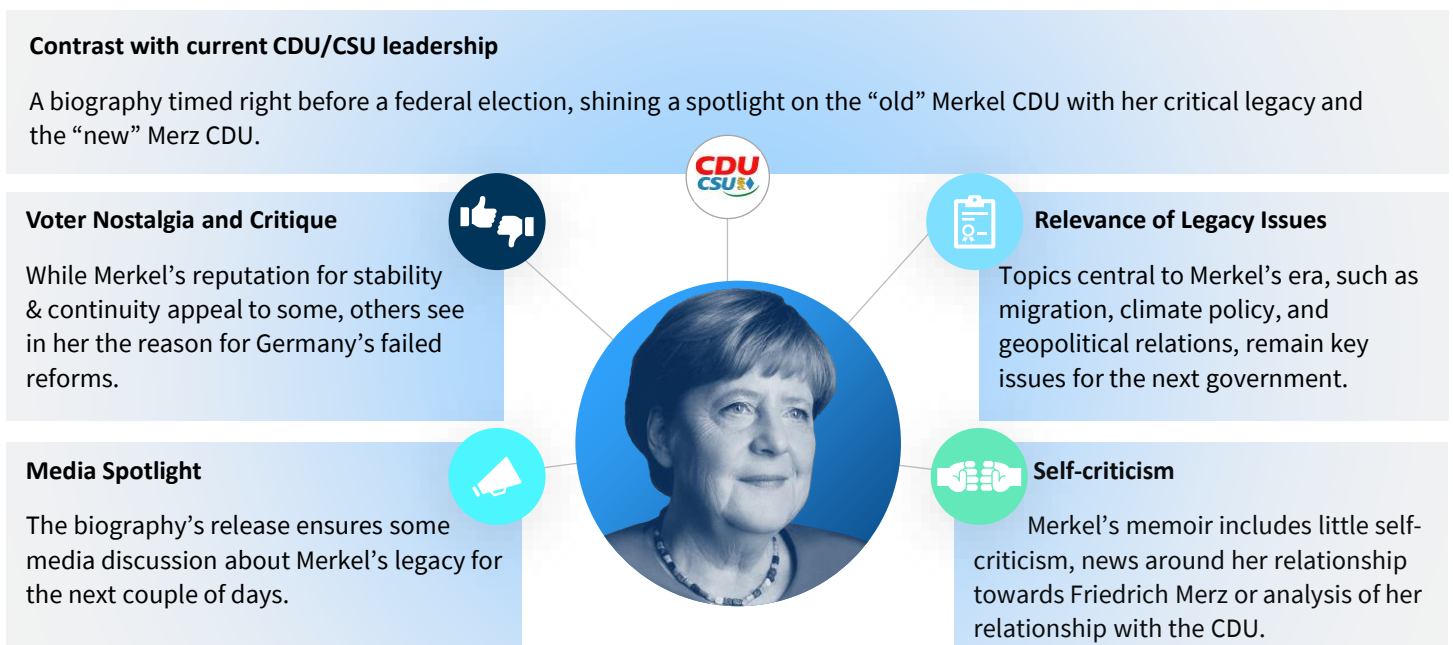 Contrast with current CDU/CSU leadership
A biography timed right before a federal election, shining a spotlight on the “old” Merkel CDU with her critical legacy and
the “new” Merz CDU.
CDU
CSU
Voter Nostalgia and Critique
While Merkel’s reputation for stability
& continuity appeal to some, others see
in her the reason for Germany’s failed
reforms.
Relevance of Legacy Issues
Topics central to Merkel’s era, such as
migration, climate policy, and
geopolitical relations, remain key
issues for the next government.
Media Spotlight
The biography’s release ensures some
media discussion about Merkel’s legacy for
the next couple of days.
Self-criticism
Merkel’s memoir includes little self-
criticism, news around her relationship
towards Friedrich Merz or analysis of her
relationship with the CDU.